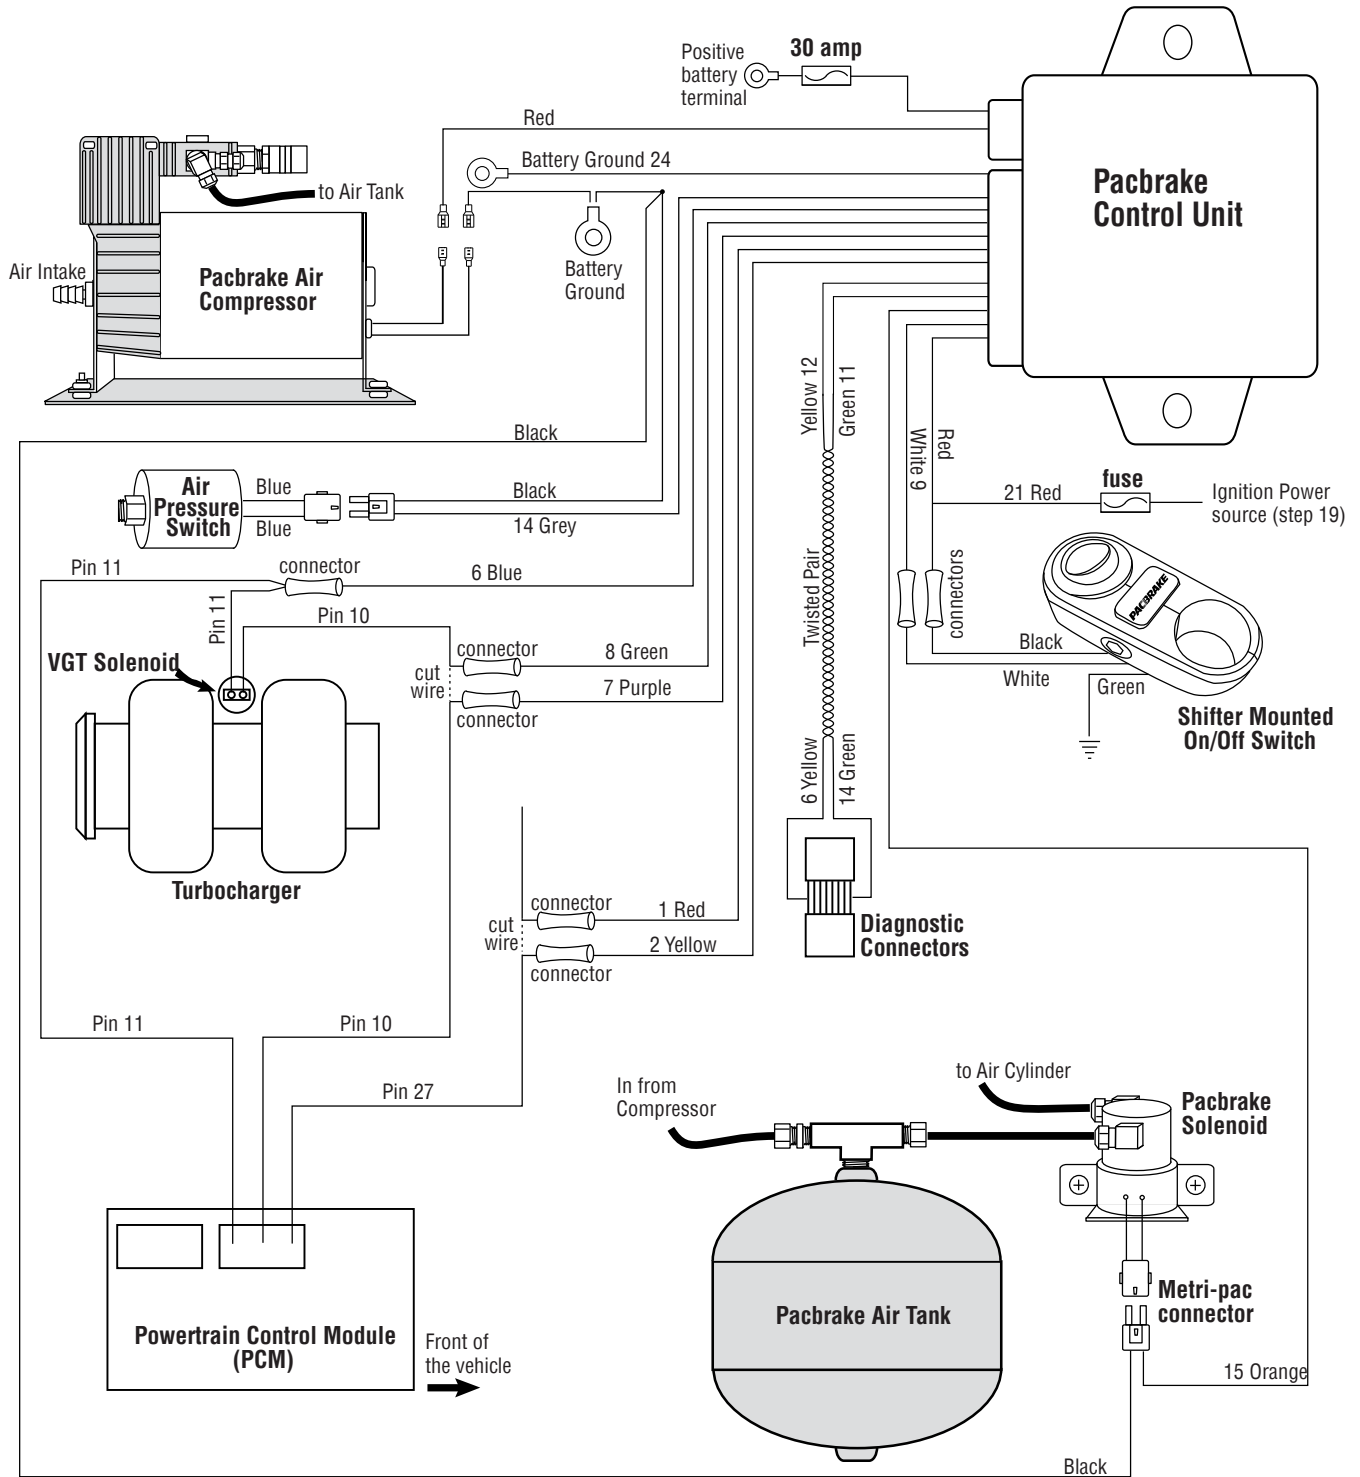 Positive
battery
terminal
30 amp
Red
Battery Ground 24
to Air Tank
Pacbrake
Control Unit
Air Intake
Pacbrake Air
Compressor
Battery
Ground
Yellow 12
Green 11
Black
White 9
Red
Air
Pressure
Switch
Blue
Blue
Black
14 Grey
fuse
21 Red
Ignition Power
source (step 19)
Pin 11
connector
6 Blue
Pin 11
Pin 10
Twisted Pair
connectors
PACBRAKE
Black
White
Green
VGT Solenoid
connector
8 Green
cut
wire
7 Purple
connector
Shifter Mounted
On/Off Switch
6 Yellow
14 Green
Turbocharger
connector
1 Red
cut
wire
2 Yellow
connector
Diagnostic
Connectors
Pin 11
Pin 10
Pin 27
In from
Compressor
to Air Cylinder
Pacbrake
Solenoid
Metri-pac
connector
Pacbrake Air Tank
Powertrain Control Module
(PCM)
Front of
the vehicle
15 Orange
Black